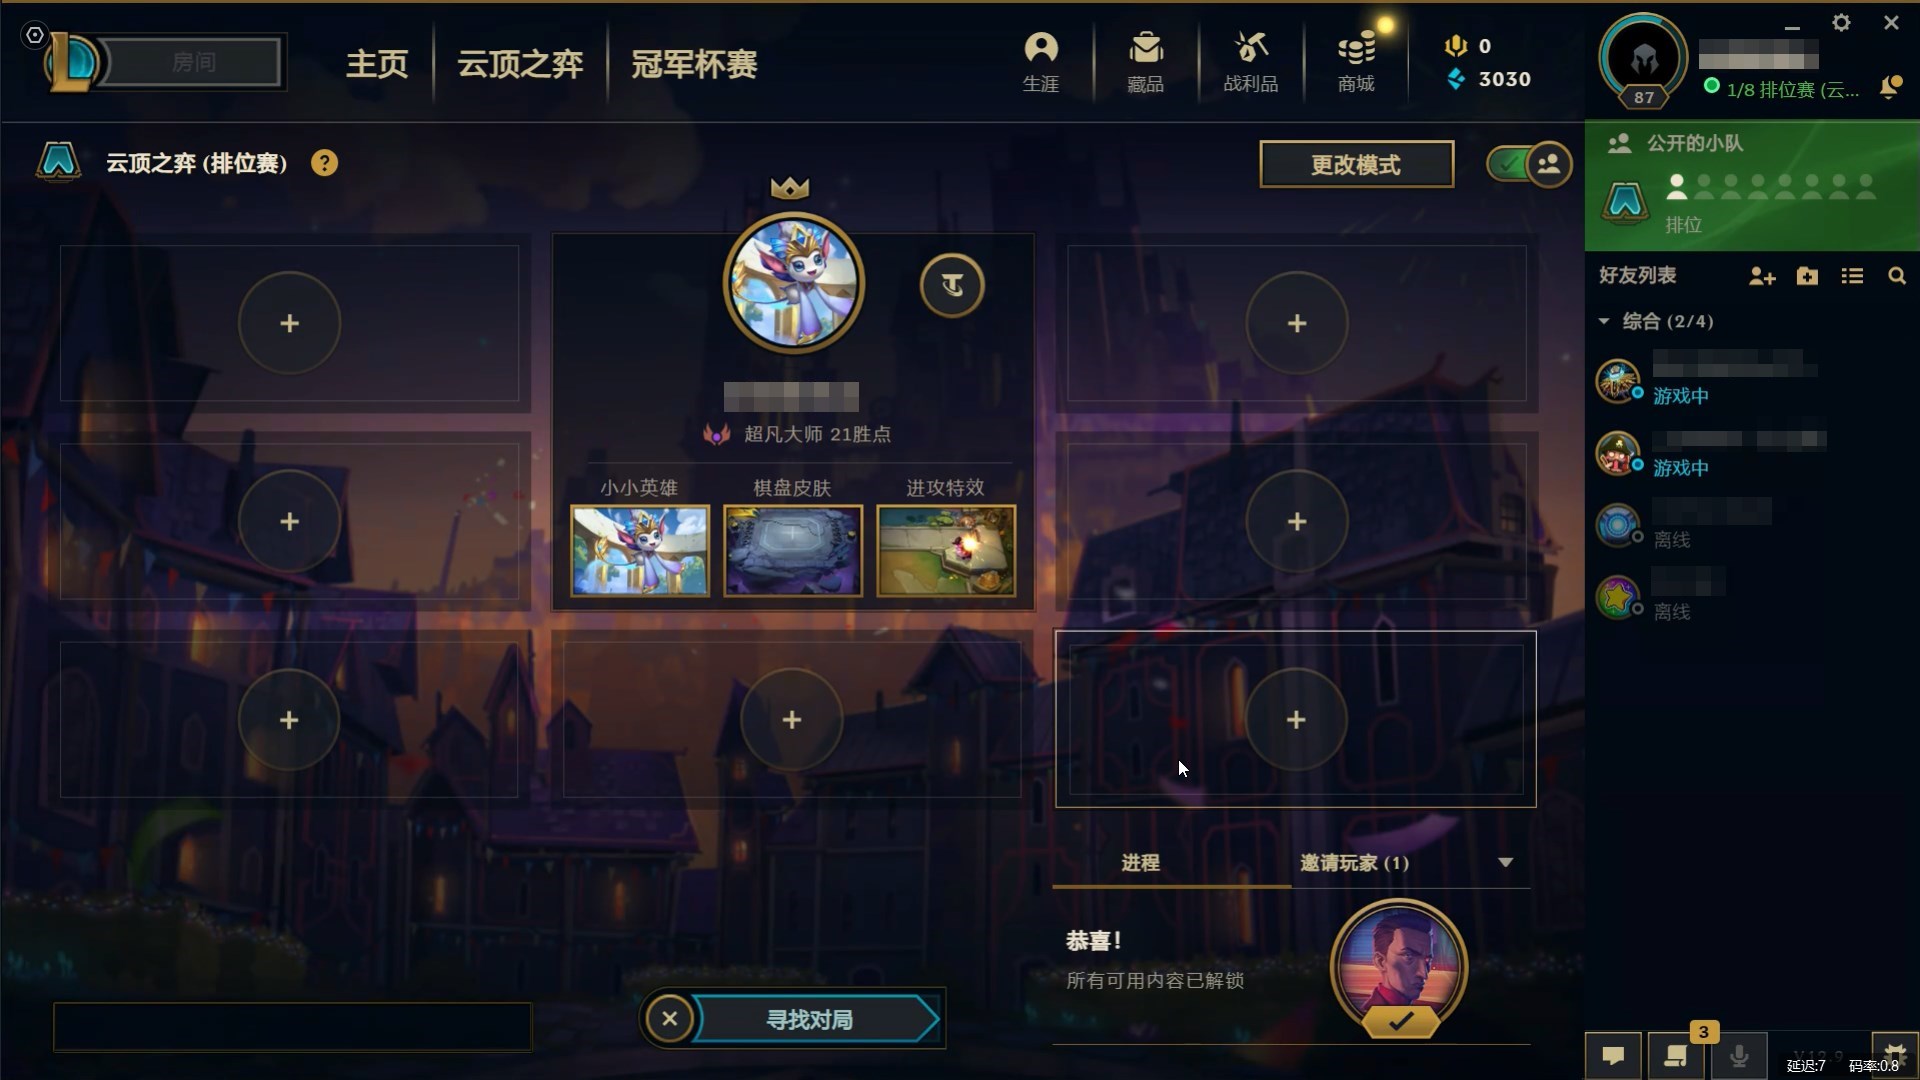 房间
主页
云顶之弈
冠军杯赛
生涯
藏品
战利品
商城
0
3030
87
1/8 排位赛 (云...
云顶之弈 (排位赛)
?
更改模式
公开的小队
排位
好友列表
综合 (2/4)
游戏中
游戏中
离线
离线
超凡大师 21胜点
小小英雄
棋盘皮肤
进攻特效
进程
邀请玩家 (1)
恭喜!
所有可用内容已解锁
寻找对局
3
延迟:7
码率:0.8